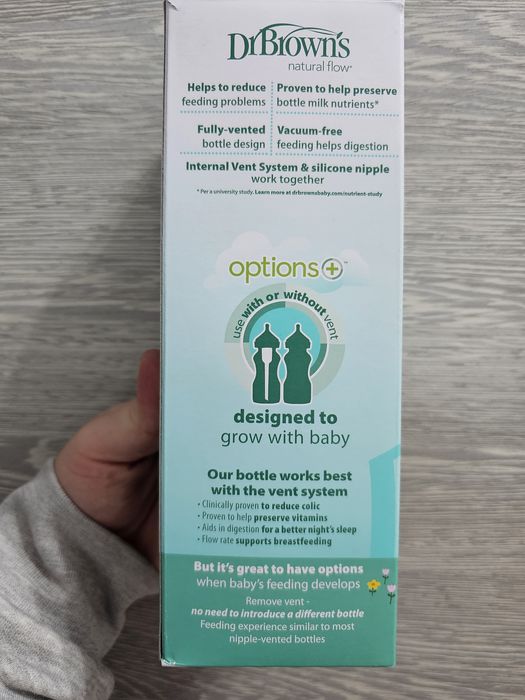 Dr Brown's
natural flow®
Helps to reduce
feeding problems
Proven to help preserve
bottle milk nutrients*
Fully-vented
bottle design
Vacuum-free
feeding helps digestion
Internal Vent System & silicone nipple
work together
* Per a university study. Learn more at drbrownsbaby.com/nutrient-study
options+™
use with or without vent
designed to
grow with baby
Our bottle works best
with the vent system
• Clinically proven to reduce colic
• Proven to help preserve vitamins
• Aids in digestion for a better night's sleep
• Flow rate supports breastfeeding
But it's great to have options
when baby's feeding develops
Remove vent -
no need to introduce a different bottle
Feeding experience similar to most
nipple-vented bottles